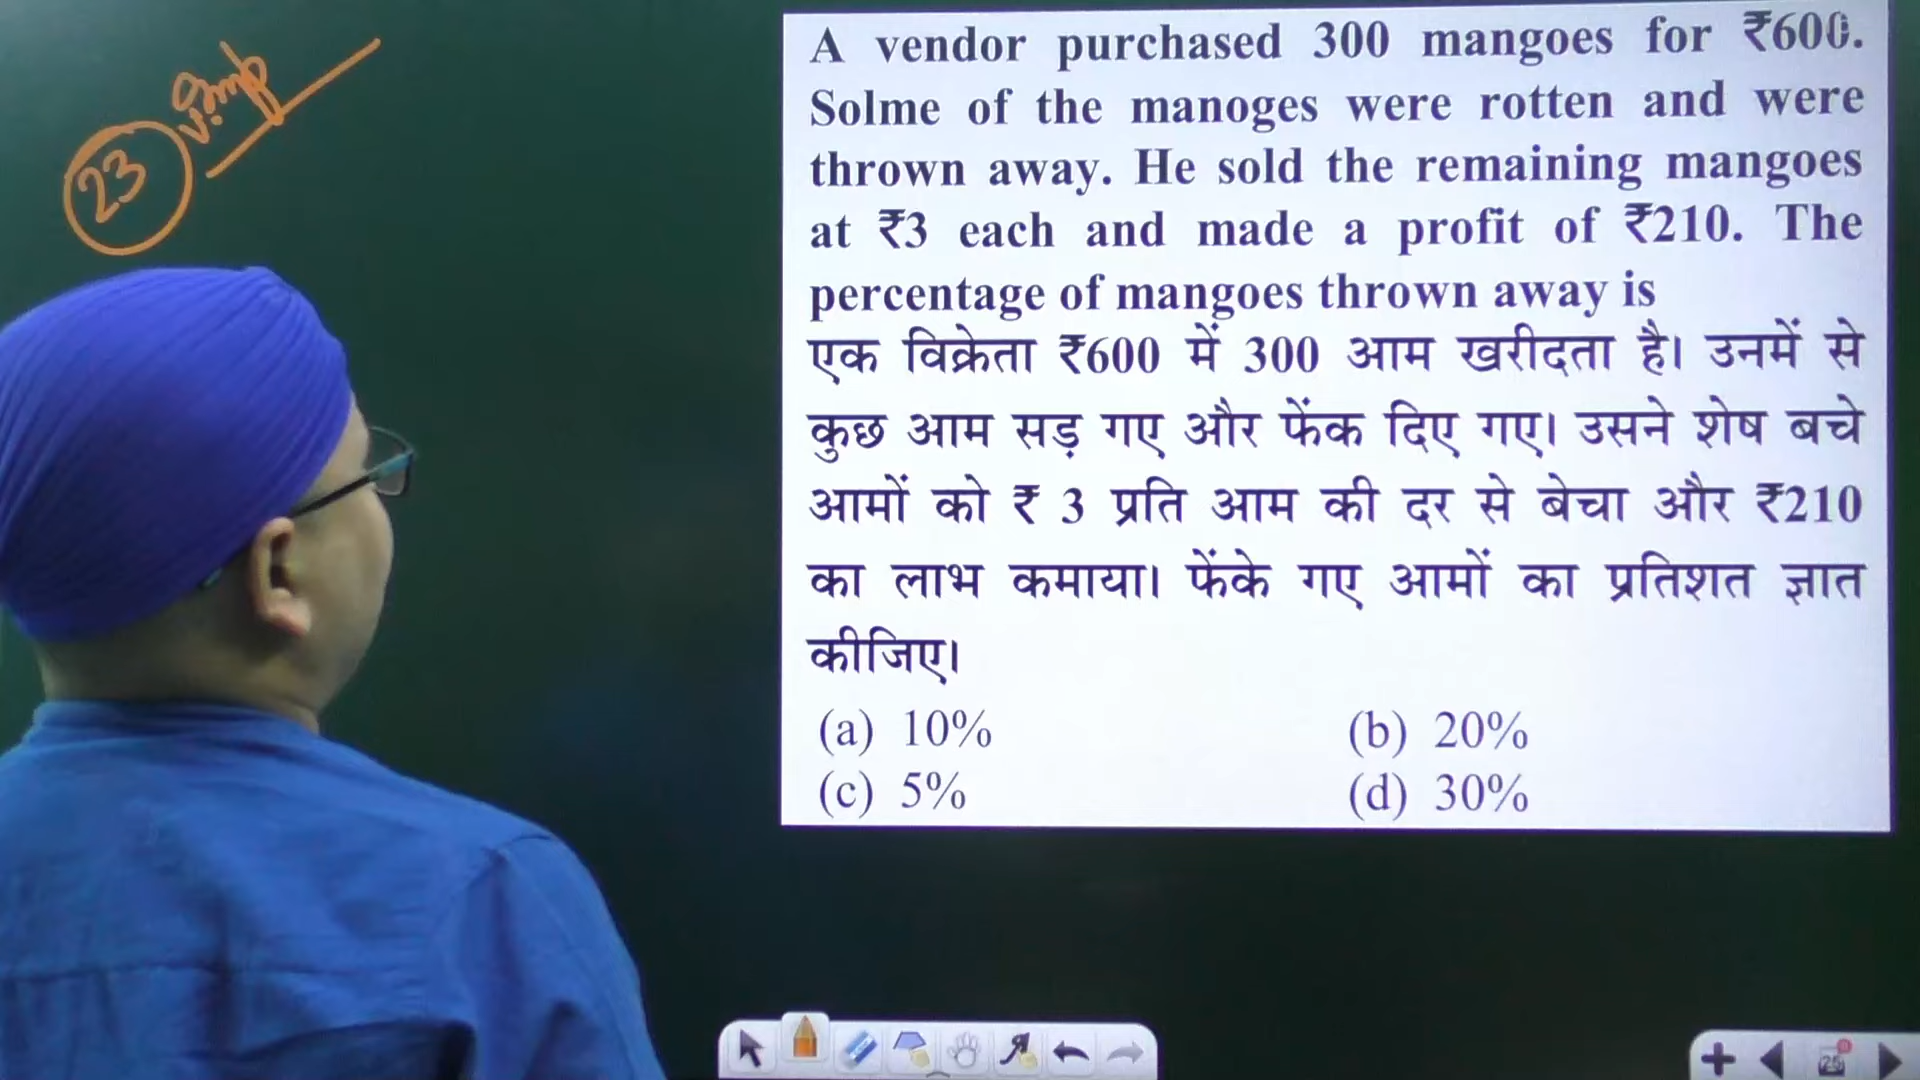 23
v.imp
A vendor purchased 300 mangoes for ₹600.
Solme of the manoges were rotten and were
thrown away. He sold the remaining mangoes
at ₹3 each and made a profit of ₹210. The
percentage of mangoes thrown away is
एक विक्रेता ₹600 में 300 आम खरीदता है। उनमें से
कुछ आम सड़ गए और फेंक दिए गए। उसने शेष बचे
आमों को ₹ 3 प्रति आम की दर से बेचा और ₹210
का लाभ कमाया। फेंके गए आमों का प्रतिशत ज्ञात
कीजिए।
(a) 10% (b) 20%
(c) 5% (d) 30%
25